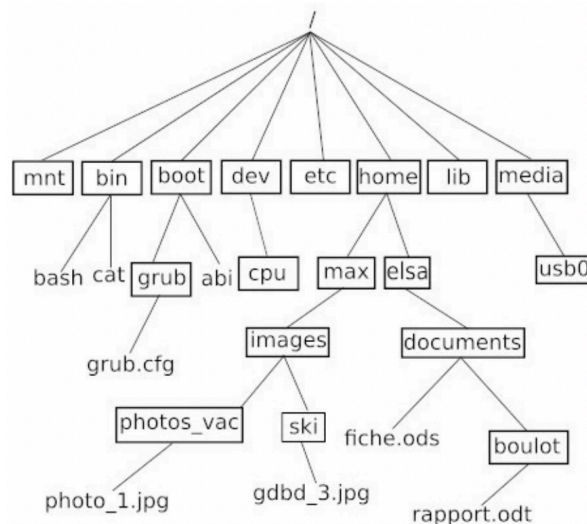 /
mnt bin boot dev etc home lib media
bash cat grub abi cpu max elsa usb0
grub.cfg images documents
photos_vac ski fiche.ods boulot
photo_1.jpg gdbd_3.jpg rapport.odt